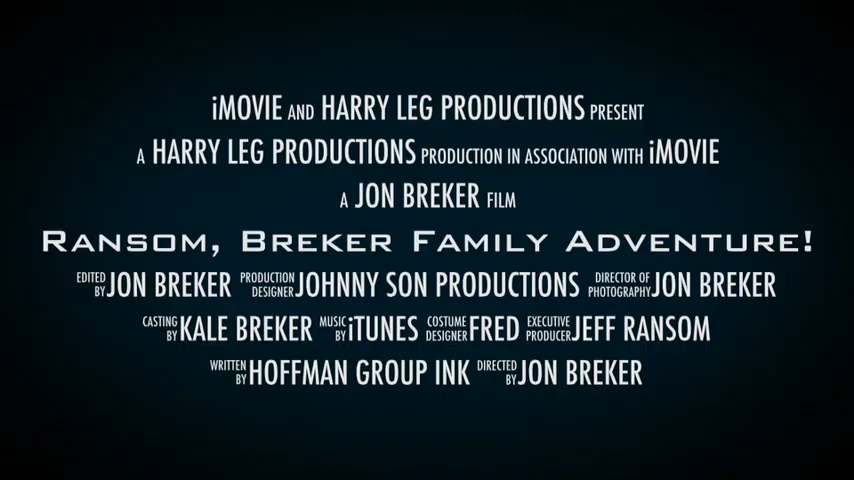 iMOVIE AND HARRY LEG PRODUCTIONS PRESENT
A HARRY LEG PRODUCTIONS PRODUCTION IN ASSOCIATION WITH iMOVIE
A JON BREKER FILM
RANSOM, BREKER FAMILY ADVENTURE!
EDITED BY JON BREKER PRODUCTION DESIGNER JOHNNY SON PRODUCTIONS DIRECTOR OF PHOTOGRAPHY JON BREKER
CASTING BY KALE BREKER MUSIC BY iTUNES COSTUME DESIGNER FRED EXECUTIVE PRODUCER JEFF RANSOM
WRITTEN BY HOFFMAN GROUP INK DIRECTED BY JON BREKER